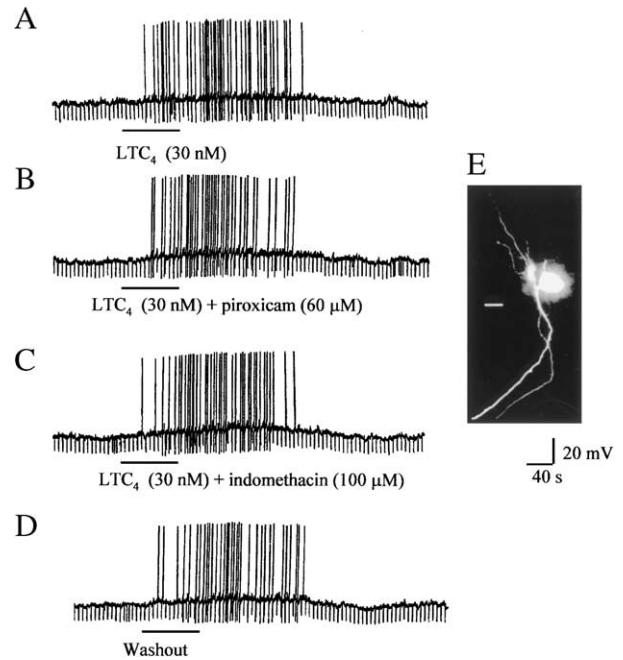 A
LTC₄ (30 nM)
B
LTC₄ (30 nM) + piroxicam (60 μM)
C
LTC₄ (30 nM) + indomethacin (100 μM)
D
Washout
E
20 mV
40 s